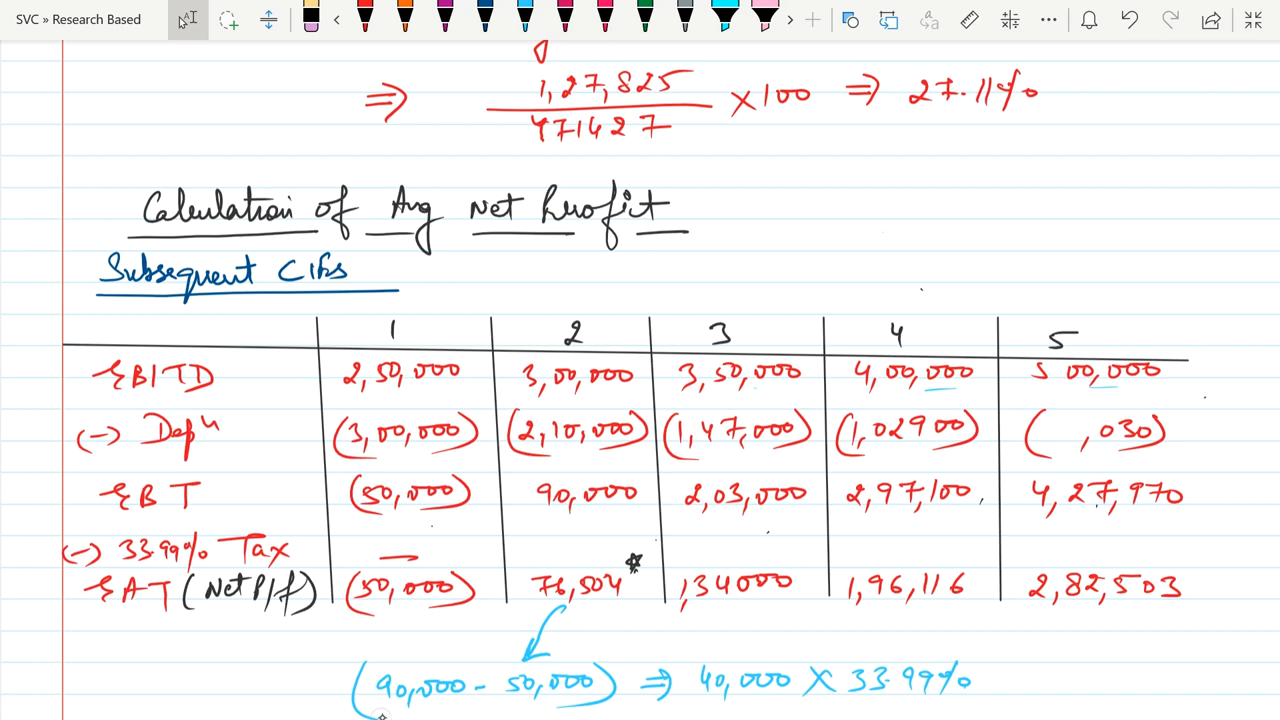 SVC » Research Based
⇒ 1,27,825 / 471427 × 100 ⇒ 27.11%
Calculation of Avg Net Profit
Subsequent CIFs
1 2 3 4 5
EBITD 2,50,000 3,00,000 3,50,000 4,00,000 5 00,000
(-) Depn (3,00,000) (2,10,000) (1,47,000) (1,02900) ( ,030)
EBT (50,000) 90,000 2,03,000 2,97,100 4,27,970
(-) 33.99% Tax —
EAT (Net P/f) (50,000) 76,504* 1,34000 1,96,116 2,82,503
(90,000 - 50,000) ⇒ 40,000 × 33.99%